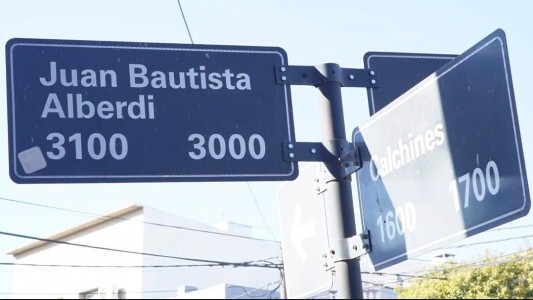 Juan Bautista
Alberdi
3100 3000
Calchines
1600 1700